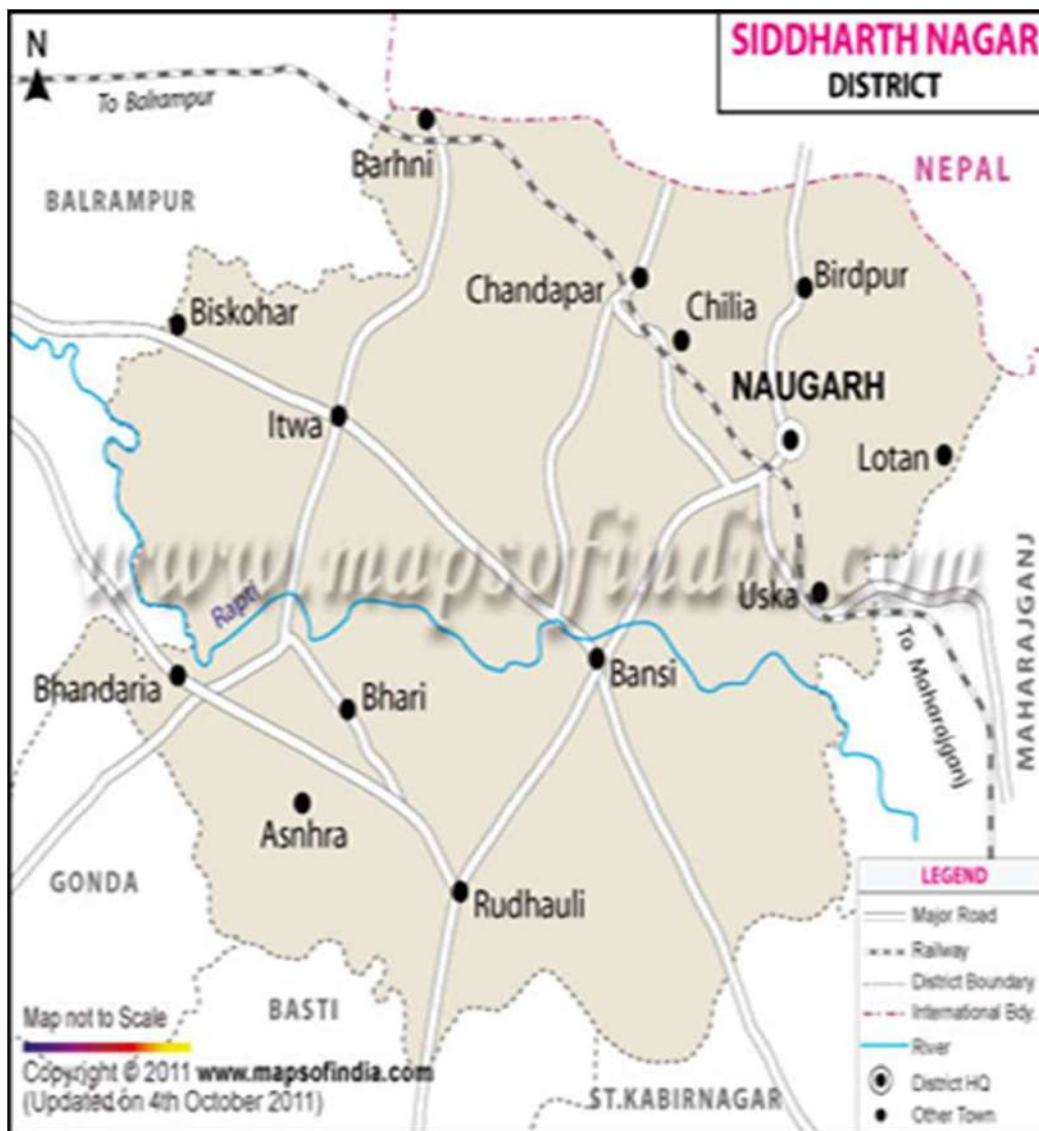 SIDDHARTH NAGAR
DISTRICT
N
To Balrampur
NEPAL
Barhni
BALRAMPUR
Chandapar
Birdpur
Biskohar
Chilia
NAUGARH
Itwa
Lotan
www.mapsofindia.com
Rapti
Uska
MAHARAJGANJ
To Maharajganj
Bhandaria
Bhari
Bansi
Asnhra
GONDA
Rudhauli
LEGEND
Major Road
Railway
District Boundary
International Bdy.
River
District HQ
Other Town
BASTI
ST.KABIRNAGAR
Map not to Scale
Copyright © 2011 www.mapsofindia.com
(Updated on 4th October 2011)